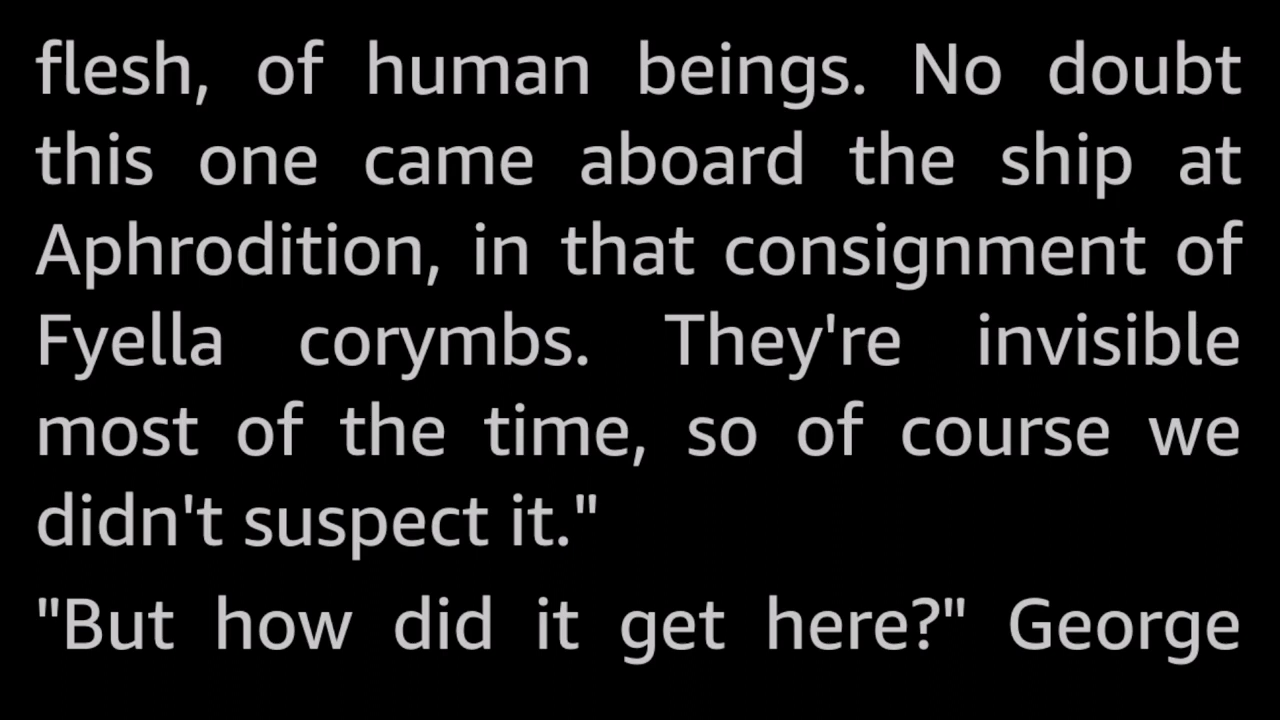 flesh, of human beings. No doubt
this one came aboard the ship at
Aphrodition, in that consignment of
Fyella corymbs. They're invisible
most of the time, so of course we
didn't suspect it."
"But how did it get here?" George